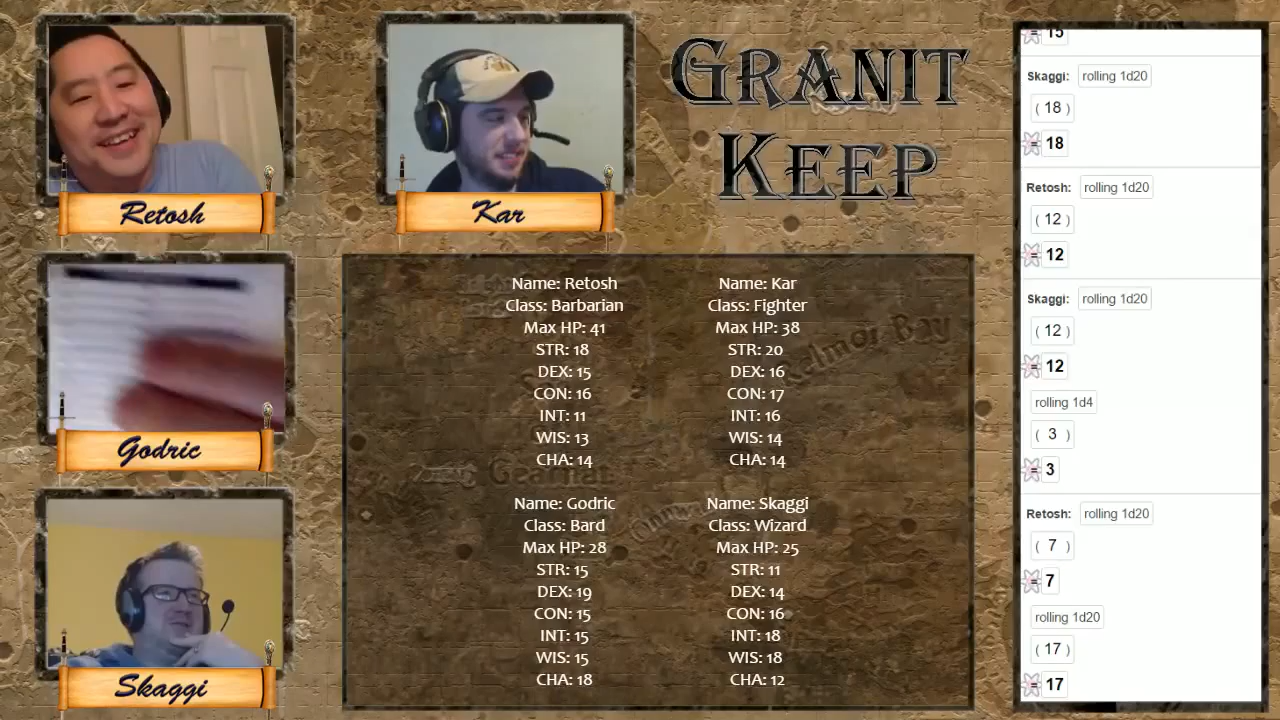 GRANIT
KEEP
Retosh
Kar
Godric
Skaggi
Name: Retosh
Class: Barbarian
Max HP: 41
STR: 18
DEX: 15
CON: 16
INT: 11
WIS: 13
CHA: 14
Name: Kar
Class: Fighter
Max HP: 38
STR: 20
DEX: 16
CON: 17
INT: 16
WIS: 14
CHA: 14
Name: Godric
Class: Bard
Max HP: 28
STR: 15
DEX: 19
CON: 15
INT: 15
WIS: 15
CHA: 18
Name: Skaggi
Class: Wizard
Max HP: 25
STR: 11
DEX: 14
CON: 16
INT: 18
WIS: 18
CHA: 12
= 15
Skaggi: rolling 1d20
( 18 )
= 18
Retosh: rolling 1d20
( 12 )
= 12
Skaggi: rolling 1d20
( 12 )
= 12
rolling 1d4
( 3 )
= 3
Retosh: rolling 1d20
( 7 )
= 7
rolling 1d20
( 17 )
= 17